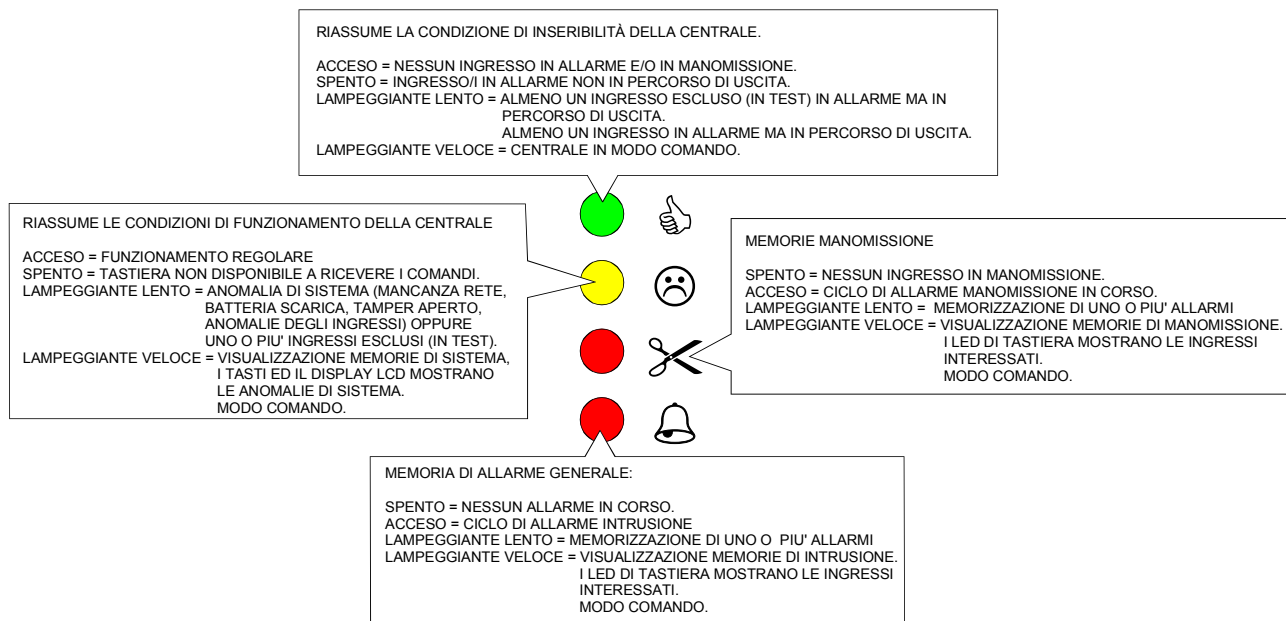 RIASSUME LA CONDIZIONE DI INSERIBILITÀ DELLA CENTRALE.
ACCESO = NESSUN INGRESSO IN ALLARME E/O IN MANOMISSIONE.
SPENTO = INGRESSO/I IN ALLARME NON IN PERCORSO DI USCITA.
LAMPEGGIANTE LENTO = ALMENO UN INGRESSO ESCLUSO (IN TEST) IN ALLARME MA IN
PERCORSO DI USCITA.
ALMENO UN INGRESSO IN ALLARME MA IN PERCORSO DI USCITA.
LAMPEGGIANTE VELOCE = CENTRALE IN MODO COMANDO.
RIASSUME LE CONDIZIONI DI FUNZIONAMENTO DELLA CENTRALE
ACCESO = FUNZIONAMENTO REGOLARE
SPENTO = TASTIERA NON DISPONIBILE A RICEVERE I COMANDI.
LAMPEGGIANTE LENTO = ANOMALIA DI SISTEMA (MANCANZA RETE,
BATTERIA SCARICA, TAMPER APERTO,
ANOMALIE DEGLI INGRESSI) OPPURE
UNO O PIU' INGRESSI ESCLUSI (IN TEST).
LAMPEGGIANTE VELOCE = VISUALIZZAZIONE MEMORIE DI SISTEMA,
I TASTI ED IL DISPLAY LCD MOSTRANO
LE ANOMALIE DI SISTEMA.
MODO COMANDO.
MEMORIE MANOMISSIONE
SPENTO = NESSUN INGRESSO IN MANOMISSIONE.
ACCESO = CICLO DI ALLARME MANOMISSIONE IN CORSO.
LAMPEGGIANTE LENTO = MEMORIZZAZIONE DI UNO O PIU' ALLARMI
LAMPEGGIANTE VELOCE = VISUALIZZAZIONE MEMORIE DI MANOMISSIONE.
I LED DI TASTIERA MOSTRANO LE INGRESSI
INTERESSATI.
MODO COMANDO.
MEMORIA DI ALLARME GENERALE:
SPENTO = NESSUN ALLARME IN CORSO.
ACCESO = CICLO DI ALLARME INTRUSIONE
LAMPEGGIANTE LENTO = MEMORIZZAZIONE DI UNO O PIU' ALLARMI
LAMPEGGIANTE VELOCE = VISUALIZZAZIONE MEMORIE DI INTRUSIONE.
I LED DI TASTIERA MOSTRANO LE INGRESSI
INTERESSATI.
MODO COMANDO.